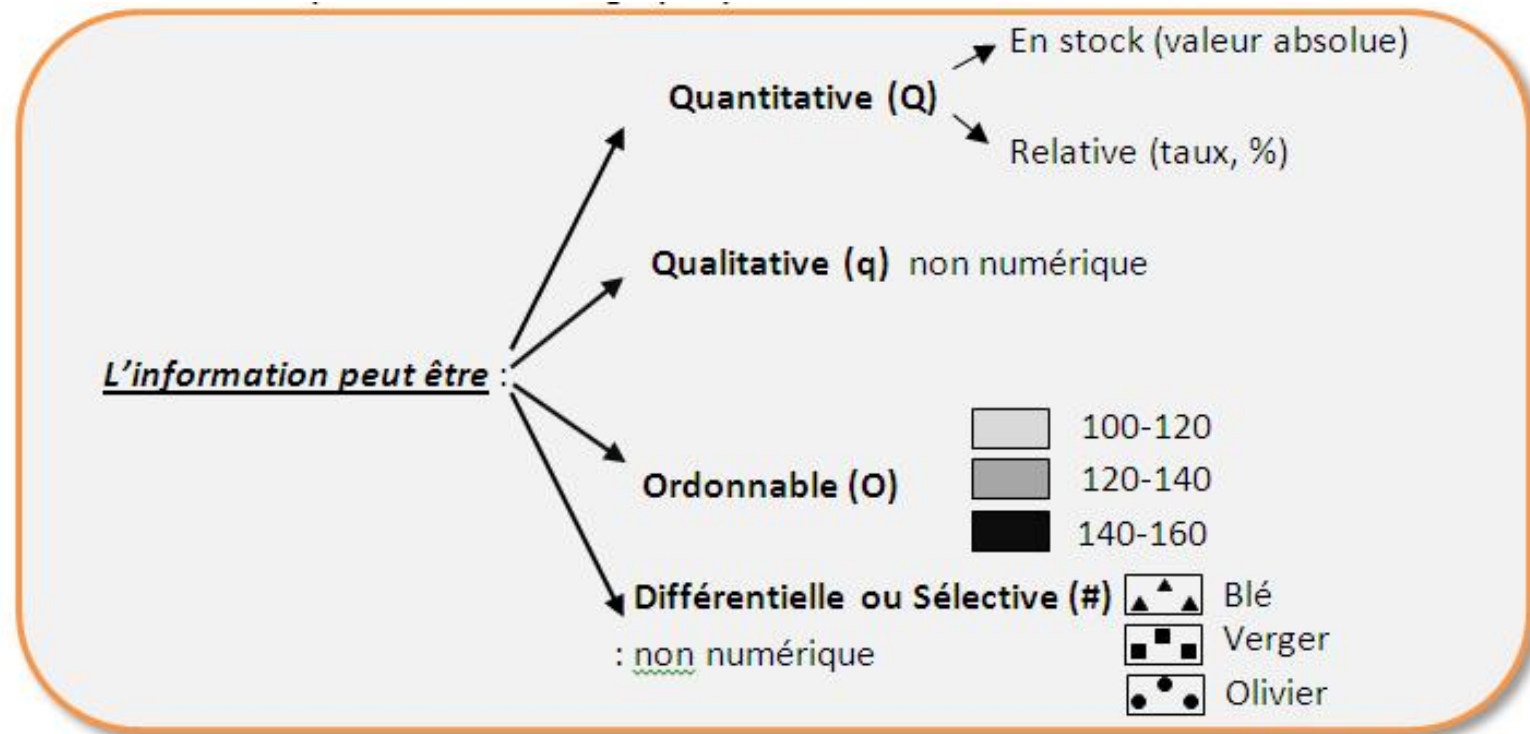 En stock (valeur absolue)
Quantitative (Q)
Relative (taux, %)
Qualitative (q) non numérique
L'information peut être :
100-120
Ordonnable (O)
120-140
140-160
Différentielle ou Sélective (#)
: non numérique
Blé
Verger
Olivier